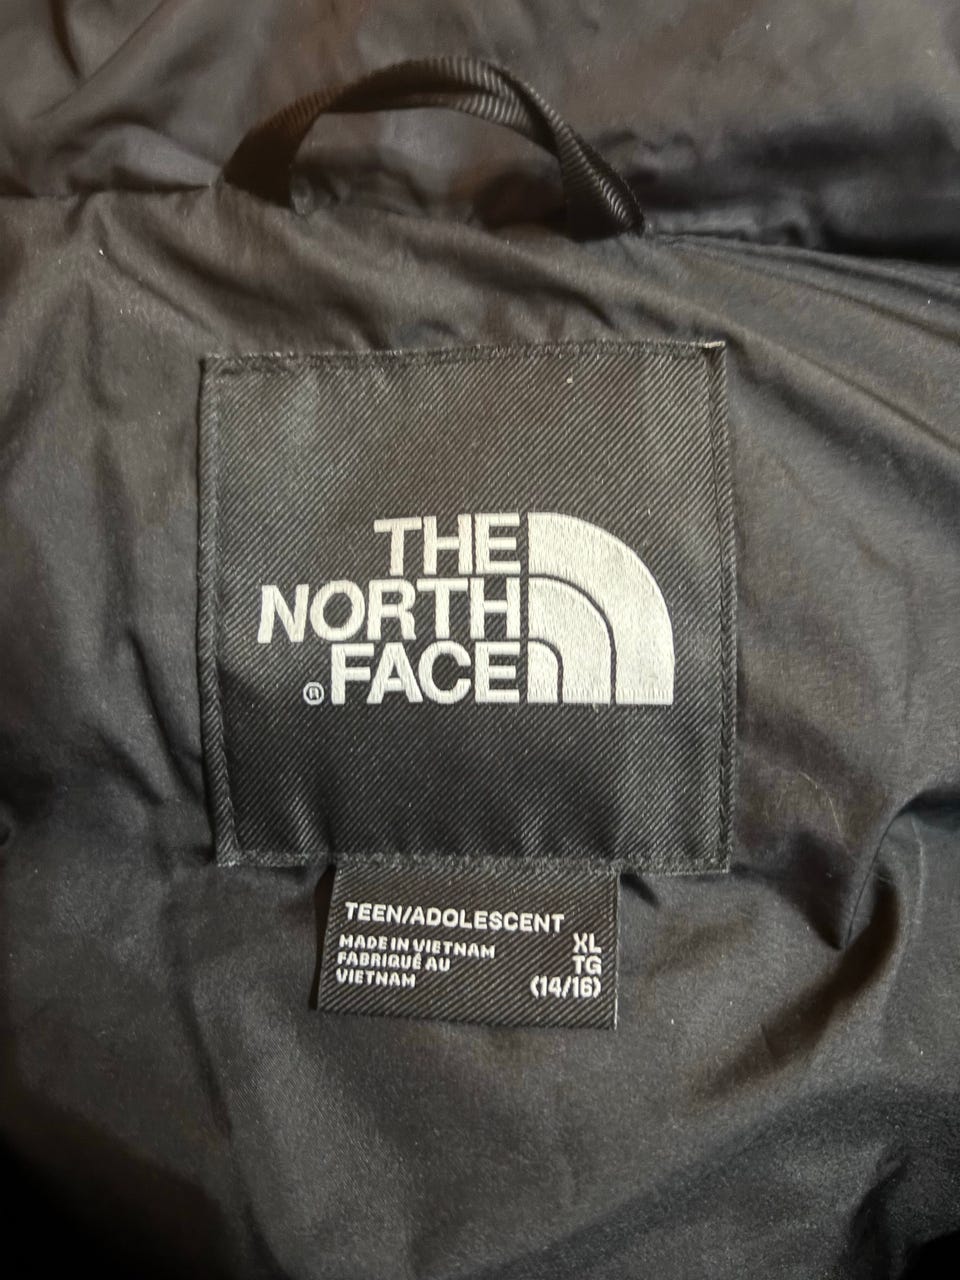 THE
NORTH
®FACE
TEEN/ADOLESCENT
MADE IN VIETNAM
FABRIQUÉ AU
VIETNAM
XL
TG
(14/16)